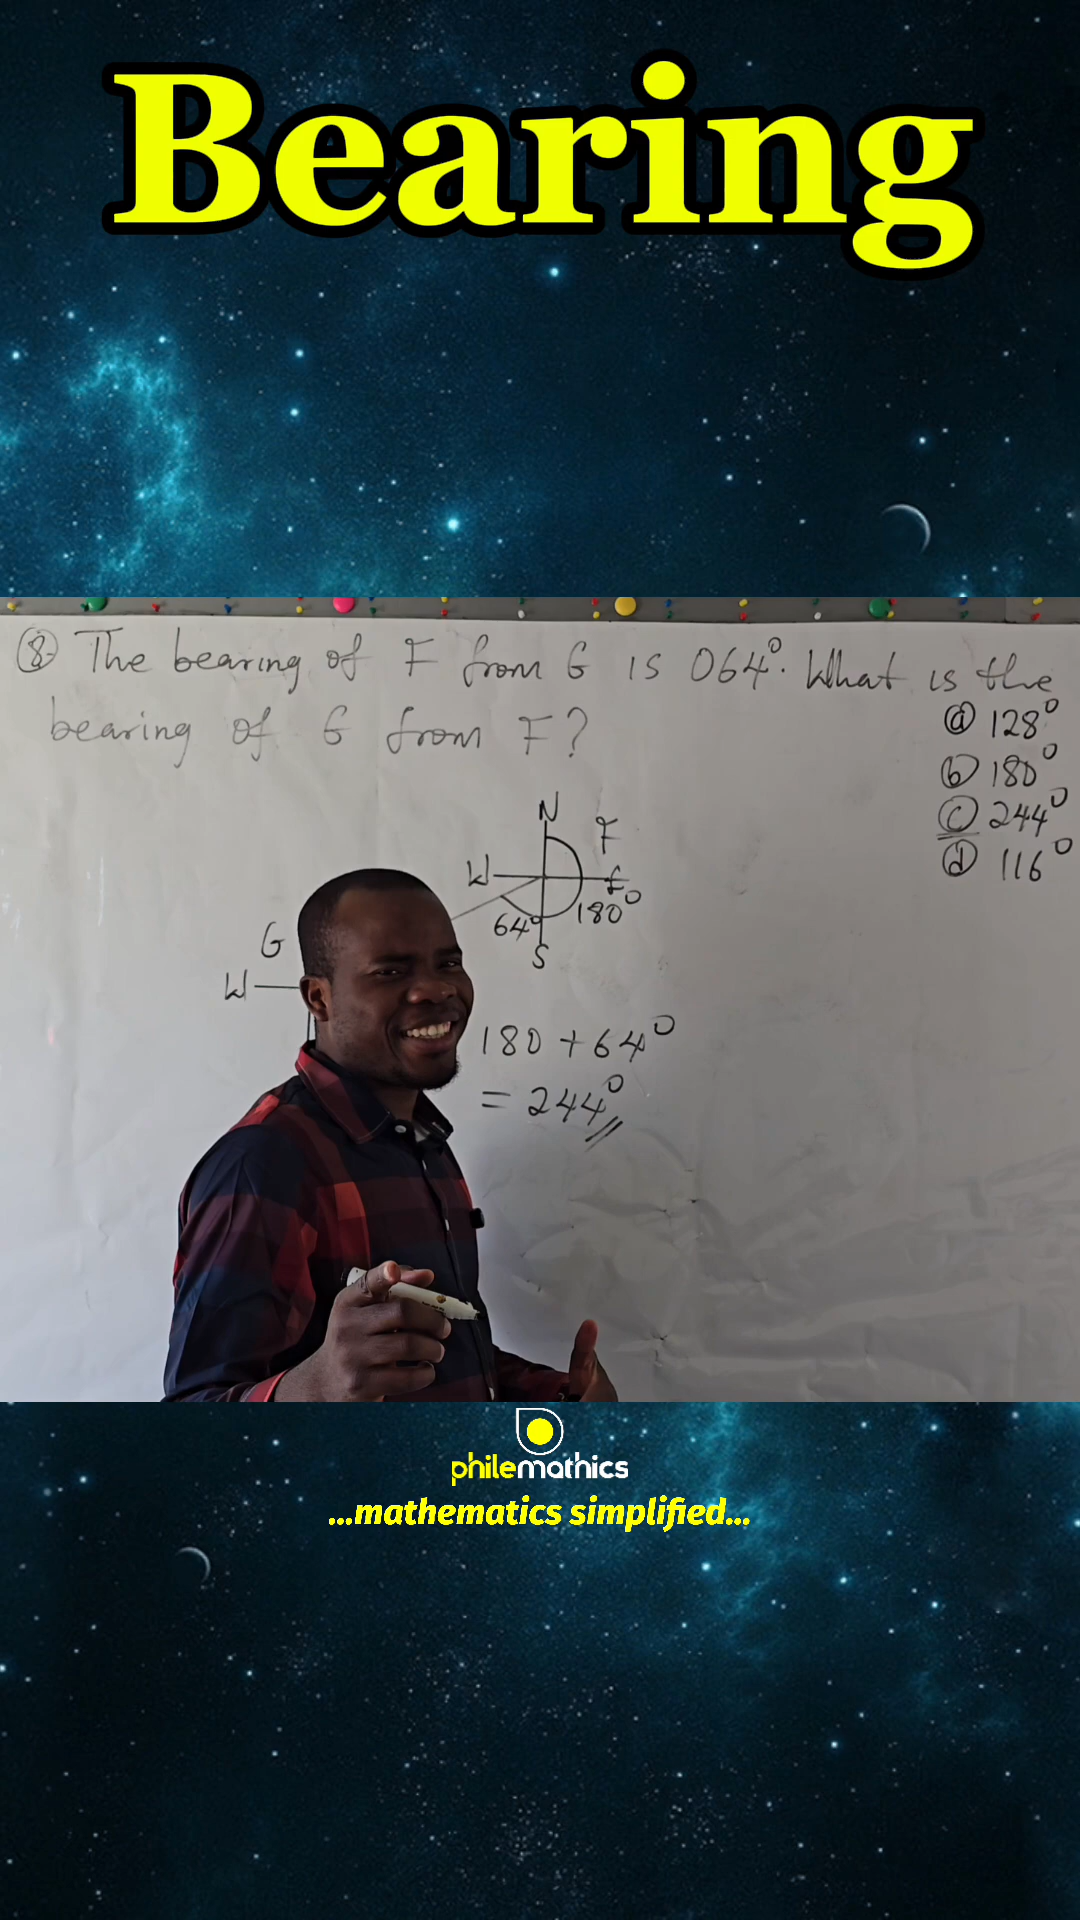 Bearing
⑧ The bearing of F from G is 064°. What is the
bearing of G from F?
ⓐ 128°
ⓑ 180°
ⓒ 244°
ⓓ 116°
N
F
W E
64° 180°
S
G
W
180 + 64°
= 244°
philemathics
...mathematics simplified...